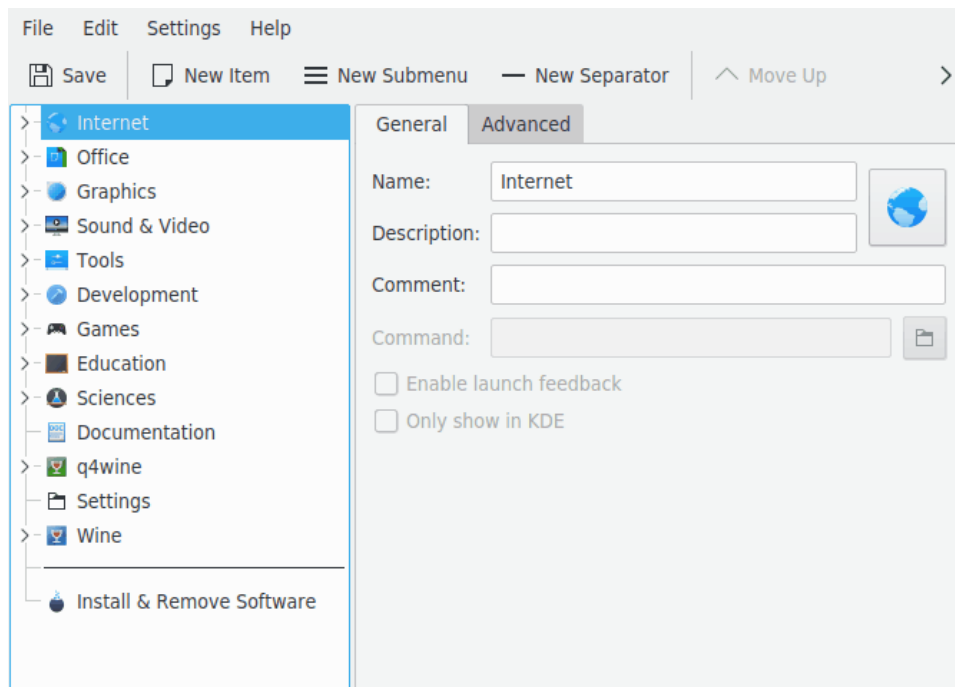 File Edit Settings Help
Save New Item New Submenu New Separator Move Up
Internet
Office
Graphics
Sound & Video
Tools
Development
Games
Education
Sciences
Documentation
q4wine
Settings
Wine
Install & Remove Software
General Advanced
Name: Internet
Description:
Comment:
Command:
Enable launch feedback
Only show in KDE